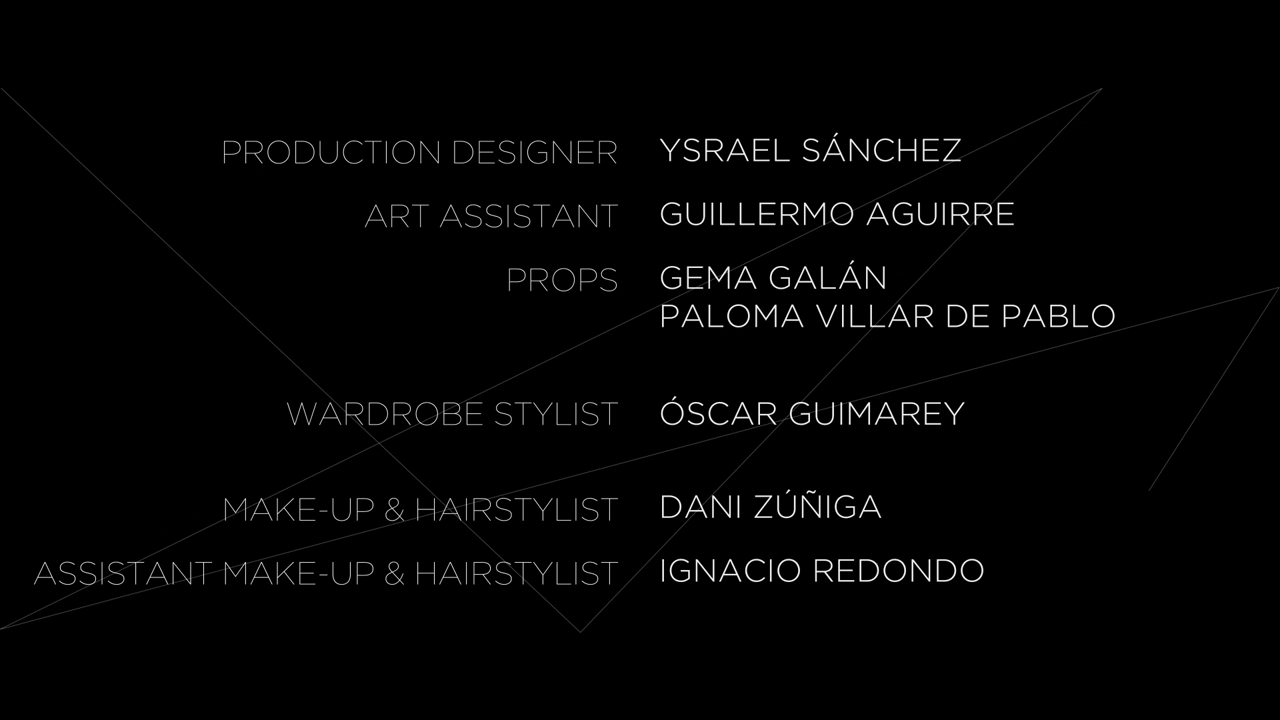 PRODUCTION DESIGNER YSRAEL SÁNCHEZ
ART ASSISTANT GUILLERMO AGUIRRE
PROPS GEMA GALÁN
PALOMA VILLAR DE PABLO
WARDROBE STYLIST ÓSCAR GUIMAREY
MAKE-UP & HAIRSTYLIST DANI ZÚÑIGA
ASSISTANT MAKE-UP & HAIRSTYLIST IGNACIO REDONDO